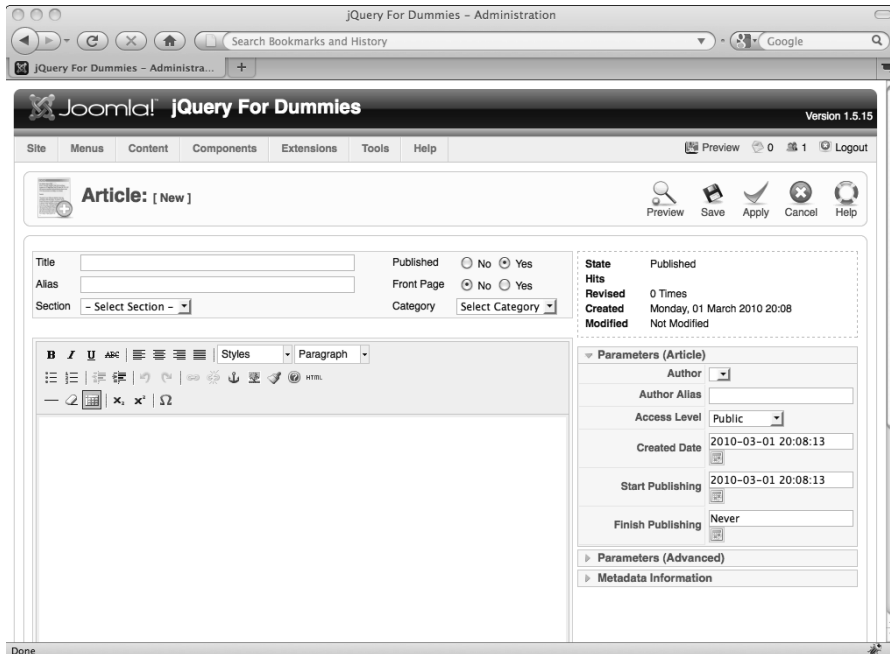 jQuery For Dummies – Administration
Search Bookmarks and History
Google
jQuery For Dummies – Administra...
Joomla! jQuery For Dummies
Version 1.5.15
Site Menus Content Components Extensions Tools Help
Preview 0 1 Logout
Article: [ New ]
Preview Save Apply Cancel Help
Title
Published No Yes
Alias
Front Page No Yes
Section – Select Section –
Category Select Category
State Published
Hits
Revised 0 Times
Created Monday, 01 March 2010 20:08
Modified Not Modified
B I U ABC Styles Paragraph
HTML
x₂ x² Ω
Parameters (Article)
Author
Author Alias
Access Level Public
Created Date 2010-03-01 20:08:13
Start Publishing 2010-03-01 20:08:13
Finish Publishing Never
Parameters (Advanced)
Metadata Information
Done